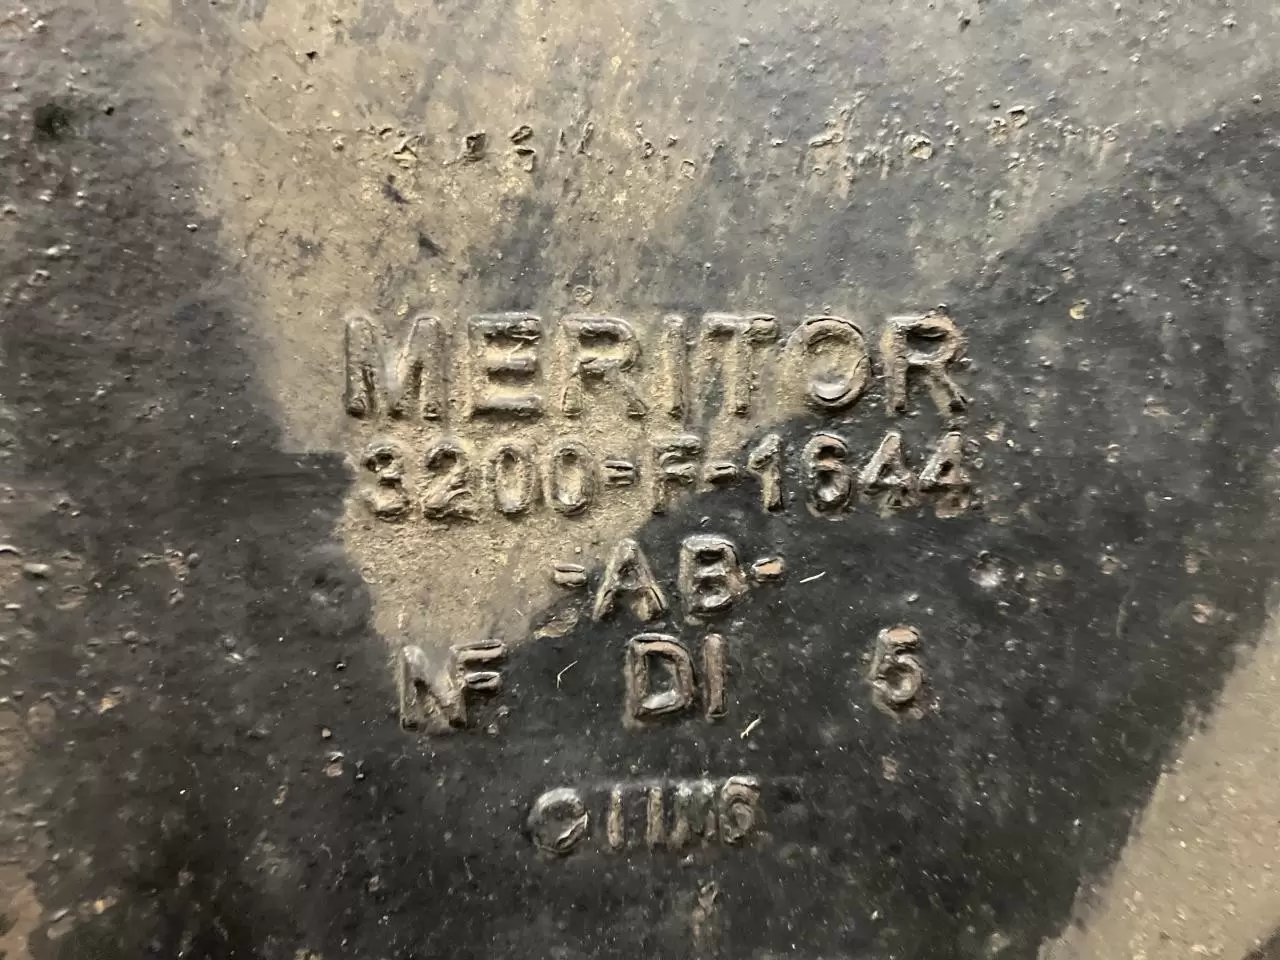 MERITOR
3200-F-1644
-AB-
NF DI 5